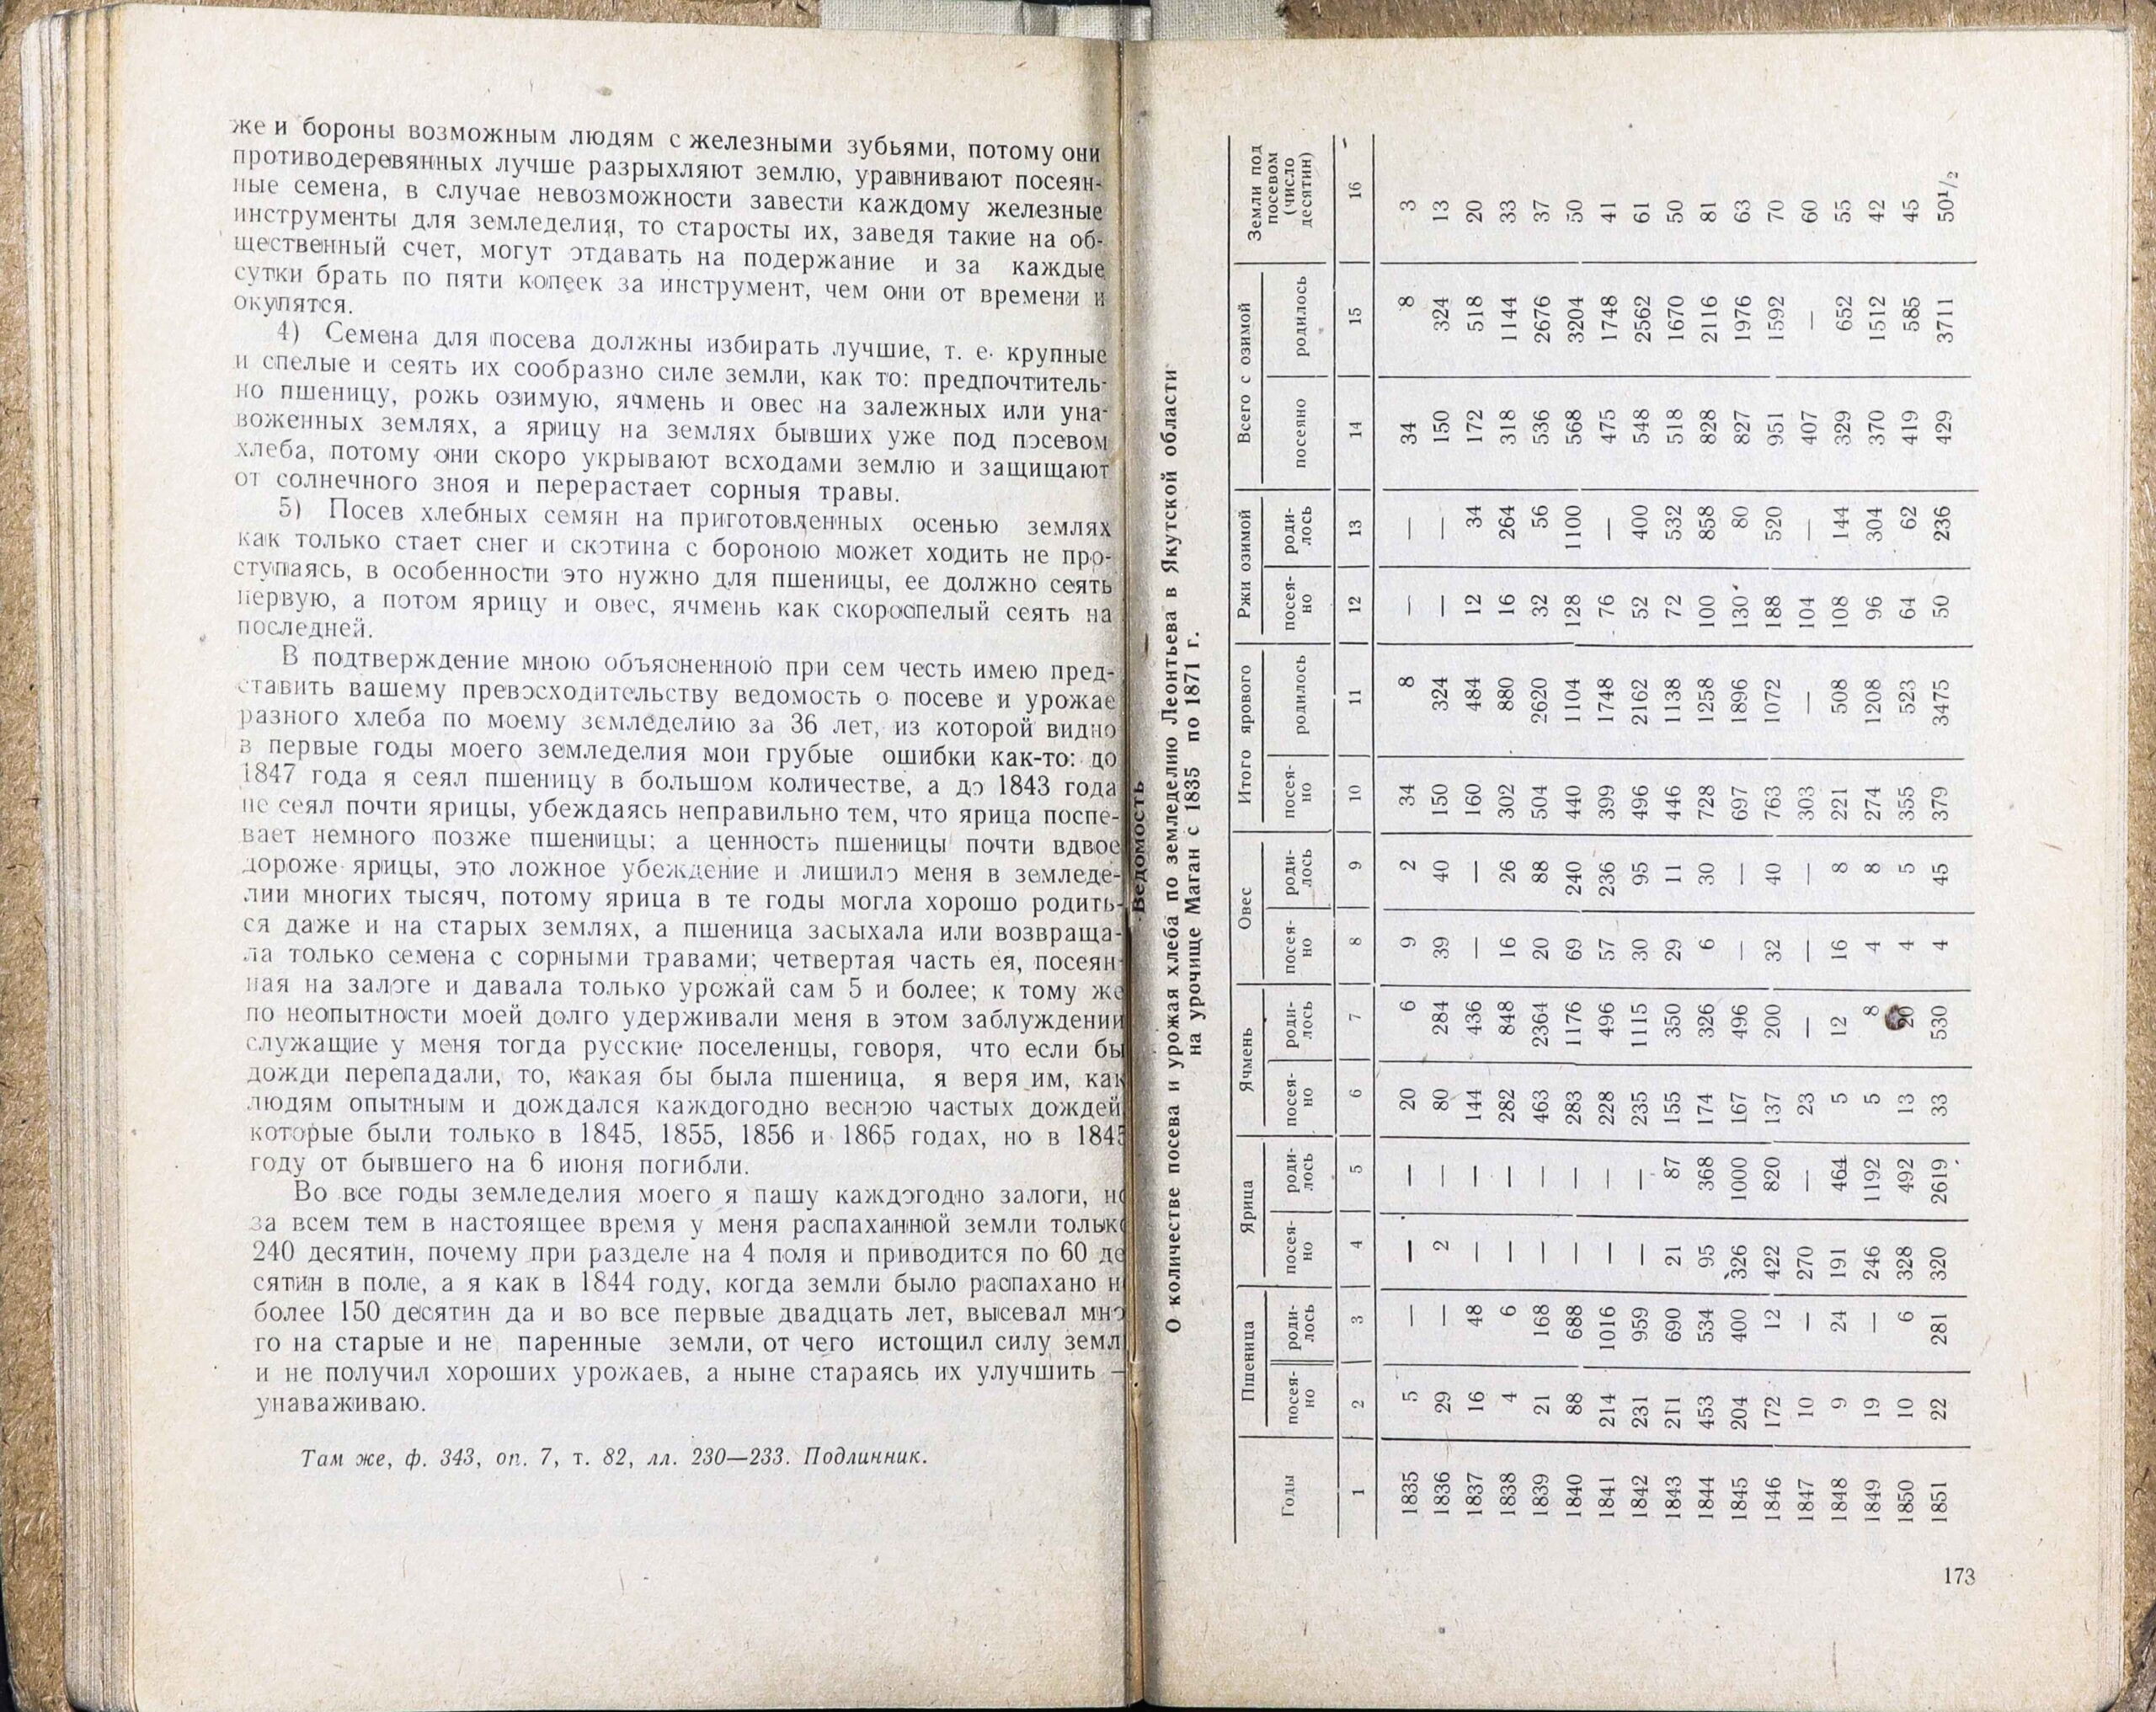 же и бороны возможным людям с железными зубьями, потому они
противодеревянных лучше разрыхляют землю, уравнивают посеян-
ные семена, в случае невозможности завести каждому железные
инструменты для земледелия, то старосты их, заведя такие на об-
щественный счет, могут отдавать на подержание и за каждые
сутки брать по пяти копеек за инструмент, чем они от времени и
окупятся.
4) Семена для посева должны избирать лучшие, т. е. крупные
и спелые и сеять их сообразно силе земли, как то: предпочтитель-
но пшеницу, рожь озимую, ячмень и овес на залежных или уна-
воженных землях, а ярицу на землях бывших уже под посевом
хлеба, потому они скоро укрывают всходами землю и защищают
от солнечного зноя и перерастает сорныя травы.
5) Посев хлебных семян на приготовленных осенью землях
как только стает снег и скотина с бороною может ходить не про-
ступаясь, в особенности это нужно для пшеницы, ее должно сеять
первую, а потом ярицу и овес, ячмень как скороспелый сеять на
последней.
В подтверждение мною объясненною при сем честь имею пред-
ставить вашему превосходительству ведомость о посеве и урожае
разного хлеба по моему земледелию за 36 лет, из которой видно
в первые годы моего земледелия мои грубые ошибки как-то: до
1847 года я сеял пшеницу в большом количестве, а до 1843 года
не сеял почти ярицы, убеждаясь неправильно тем, что ярица поспе-
вает немного позже пшеницы; а ценность пшеницы почти вдвое
дороже ярицы, это ложное убеждение и лишило меня в земледе-
лии многих тысяч, потому ярица в те годы могла хорошо родить-
ся даже и на старых землях, а пшеница засыхала или возвраща-
ла только семена с сорными травами; четвертая часть ея, посеян-
ная на залоге и давала только урожай сам 5 и более; к тому же
по неопытности моей долго удерживали меня в этом заблуждении
служащие у меня тогда русские поселенцы, говоря, что если бы
дожди перепадали, то, какая бы была пшеница, я веря им, как
людям опытным и дождался каждогодно весною частых дождей,
которые были только в 1845, 1855, 1856 и 1865 годах, но в 1845
году от бывшего на 6 июня погибли.
Во все годы земледелия моего я пашу каждогодно залоги, но
за всем тем в настоящее время у меня распаханной земли только
240 десятин, почему при разделе на 4 поля и приводится по 60 де
сятин в поле, а я как в 1844 году, когда земли было распахано н
более 150 десятин да и во все первые двадцать лет, высевал мно
го на старые и не паренные земли, от чего истощил силу земл
и не получил хороших урожаев, а ныне стараясь их улучшить —
унаваживаю.
Там же, ф. 343, оп. 7, т. 82, лл. 230—233. Подлинник.
Ведомость
О количестве посева и урожая хлеба по земледелию Леонтьева в Якутской области
на урочище Маган с 1835 по 1871 г.
Годы Пшеница Ярица Ячмень Овес Итого ярового Ржи озимой Всего с озимой Земли под посевом (число десятин)
посея-но роди-лось посея-но роди-лось посея-но роди-лось посея-но роди-лось посея-но родилось посея-но роди-лось посеяно родилось
1 2 3 4 5 6 7 8 9 10 11 12 13 14 15 16
1835 5 — — — 20 6 9 2 34 8 — — 34 8 3
1836 29 — 2 — 80 284 39 40 150 324 — — 150 324 13
1837 16 48 — — 144 436 — — 160 484 12 34 172 518 20
1838 4 6 — — 282 848 16 26 302 880 16 264 318 1144 33
1839 21 168 — — 463 2364 20 88 504 2620 32 56 536 2676 37
1840 88 688 — — 283 1176 69 240 440 1104 128 1100 568 3204 50
1841 214 1016 — — 228 496 57 236 399 1748 76 — 475 1748 41
1842 231 959 — — 235 1115 30 95 496 2162 52 400 548 2562 61
1843 211 690 21 87 155 350 29 11 446 1138 72 532 518 1670 50
1844 453 534 95 368 174 326 6 30 728 1258 100 858 828 2116 81
1845 204 400 326 1000 167 496 — — 697 1896 130 80 827 1976 63
1846 172 12 422 820 137 200 32 40 763 1072 188 520 951 1592 70
1847 10 — 270 — 23 — — — 303 — 104 — 407 — 60
1848 9 24 191 464 5 12 16 8 221 508 108 144 329 652 55
1849 19 — 246 1192 5 8 4 8 274 1208 96 304 370 1512 42
1850 10 6 328 492 13 20 4 5 355 523 64 62 419 585 45
1851 22 281 320 2619 33 530 4 45 379 3475 50 236 429 3711 50¹/₂
173